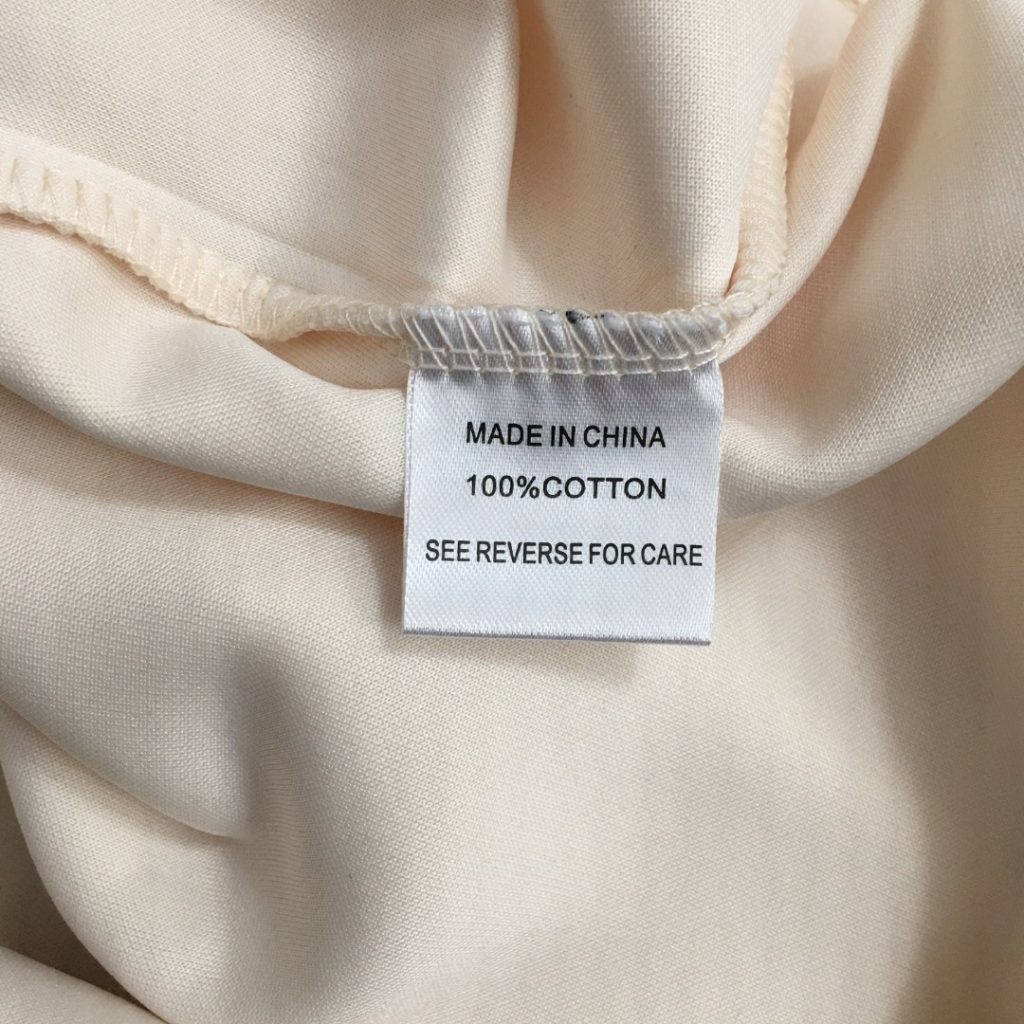 MADE IN CHINA
100%COTTON
SEE REVERSE FOR CARE